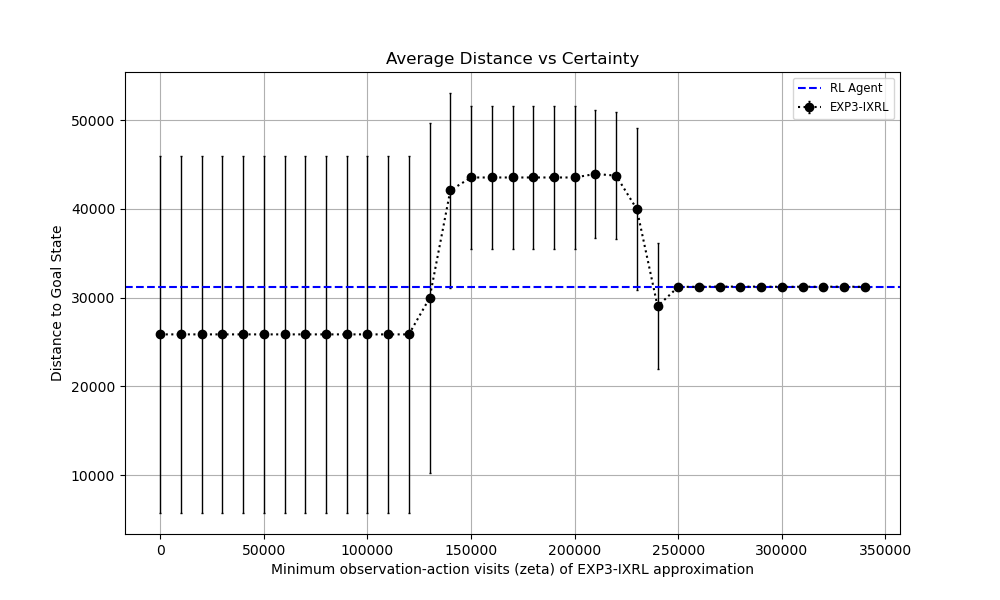 Average Distance vs Certainty
RL Agent
EXP3-IXRL
50000
40000
30000
20000
10000
Distance to Goal State
0
50000
100000
150000
200000
250000
300000
350000
Minimum observation-action visits (zeta) of EXP3-IXRL approximation